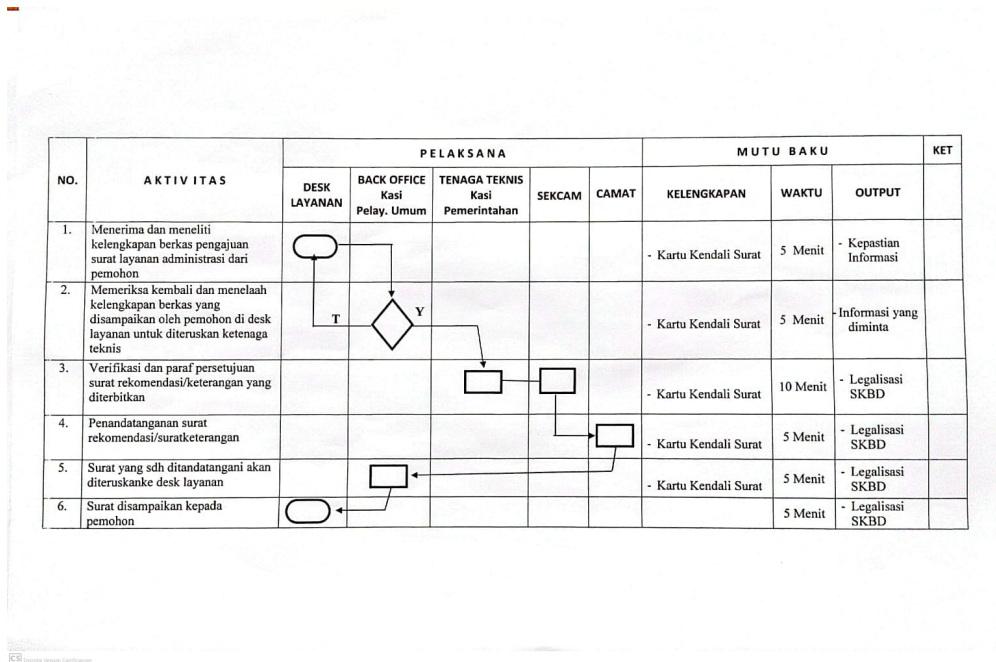 PELAKSANA
MUTU BAKU
KET
NO.
AKTIVITAS
DESK
LAYANAN
BACK OFFICE
Kasi
Pelay. Umum
TENAGA TEKNIS
Kasi
Pemerintahan
SEKCAM
CAMAT
KELENGKAPAN
WAKTU
OUTPUT
1.
Menerima dan meneliti
kelengkapan berkas pengajuan
surat layanan administrasi dari
pemohon
- Kartu Kendali Surat
5 Menit
- Kepastian
Informasi
2.
Memeriksa kembali dan menelaah
kelengkapan berkas yang
disampaikan oleh pemohon di desk
layanan untuk diteruskan ketenaga
teknis
T
Y
- Kartu Kendali Surat
5 Menit
- Informasi yang
diminta
3.
Verifikasi dan paraf persetujuan
surat rekomendasi/keterangan yang
diterbitkan
- Kartu Kendali Surat
10 Menit
- Legalisasi
SKBD
4.
Penandatanganan surat
rekomendasi/suratketerangan
- Kartu Kendali Surat
5 Menit
- Legalisasi
SKBD
5.
Surat yang sdh ditandatangani akan
diteruskanke desk layanan
- Kartu Kendali Surat
5 Menit
- Legalisasi
SKBD
6.
Surat disampaikan kepada
pemohon
5 Menit
- Legalisasi
SKBD
CS